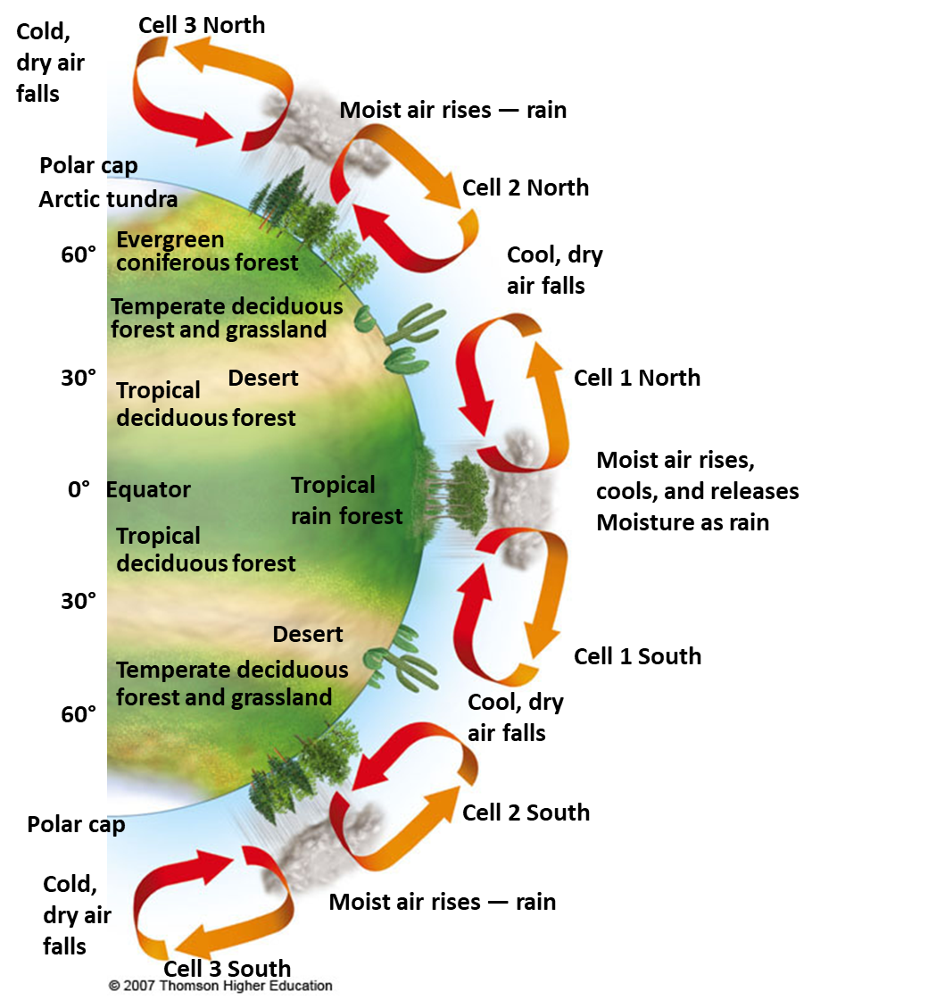 Cell 3 North
Cold,
dry air
falls
Moist air rises — rain
Polar cap
Arctic tundra
Cell 2 North
Evergreen
coniferous forest
60°
Cool, dry
air falls
Temperate deciduous
forest and grassland
30°
Desert
Cell 1 North
Tropical
deciduous forest
Moist air rises,
cools, and releases
Moisture as rain
0°
Equator
Tropical
rain forest
Tropical
deciduous forest
30°
Desert
Cell 1 South
Temperate deciduous
forest and grassland
60°
Cool, dry
air falls
Cell 2 South
Polar cap
Cold,
dry air
falls
Moist air rises — rain
Cell 3 South
© 2007 Thomson Higher Education